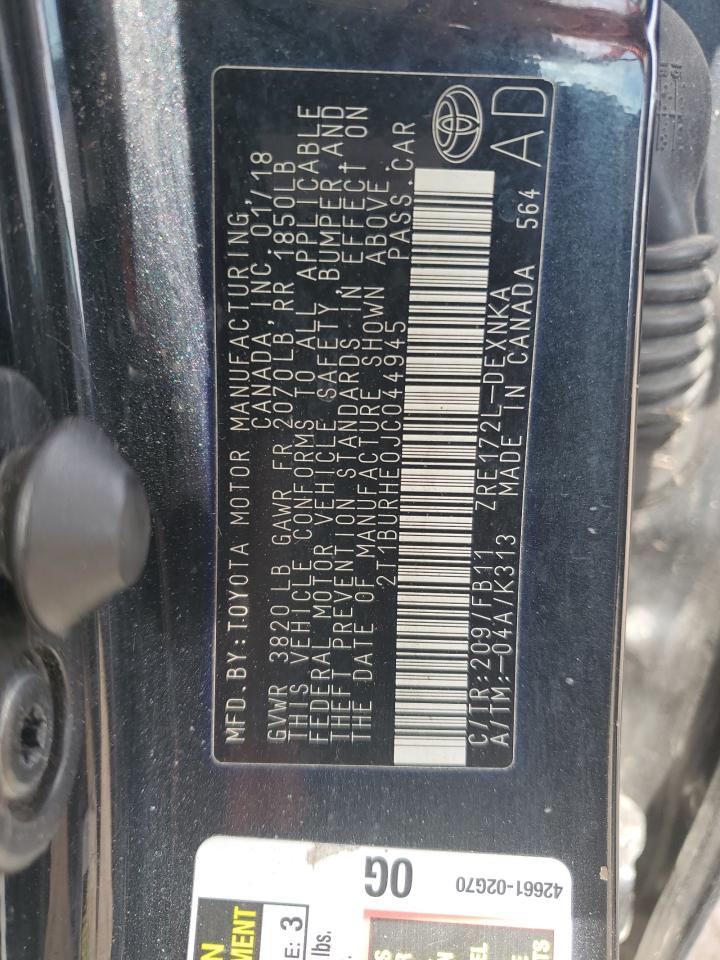 MFD.BY:TOYOTA MOTOR MANUFACTURING,
CANADA,INC. 01/18
GVWR 3820 LB GAWR FR 2070LB RR 1850LB
THIS VEHICLE CONFORMS TO ALL APPLICABLE
FEDERAL MOTOR VEHICLE SAFETY, BUMPER AND
THEFT PREVENTION STANDARDS IN EFFECT ON
THE DATE OF MANUFACTURE SHOWN ABOVE.
2T1BURHE0JC044945 PASS.CAR
C/TR:209/FB11 ZRE172L-DEXNKA
A/TM:-04A/K313 MADE IN CANADA 564
AD
0G
42661-02G70
MENT
E: 3
lbs.